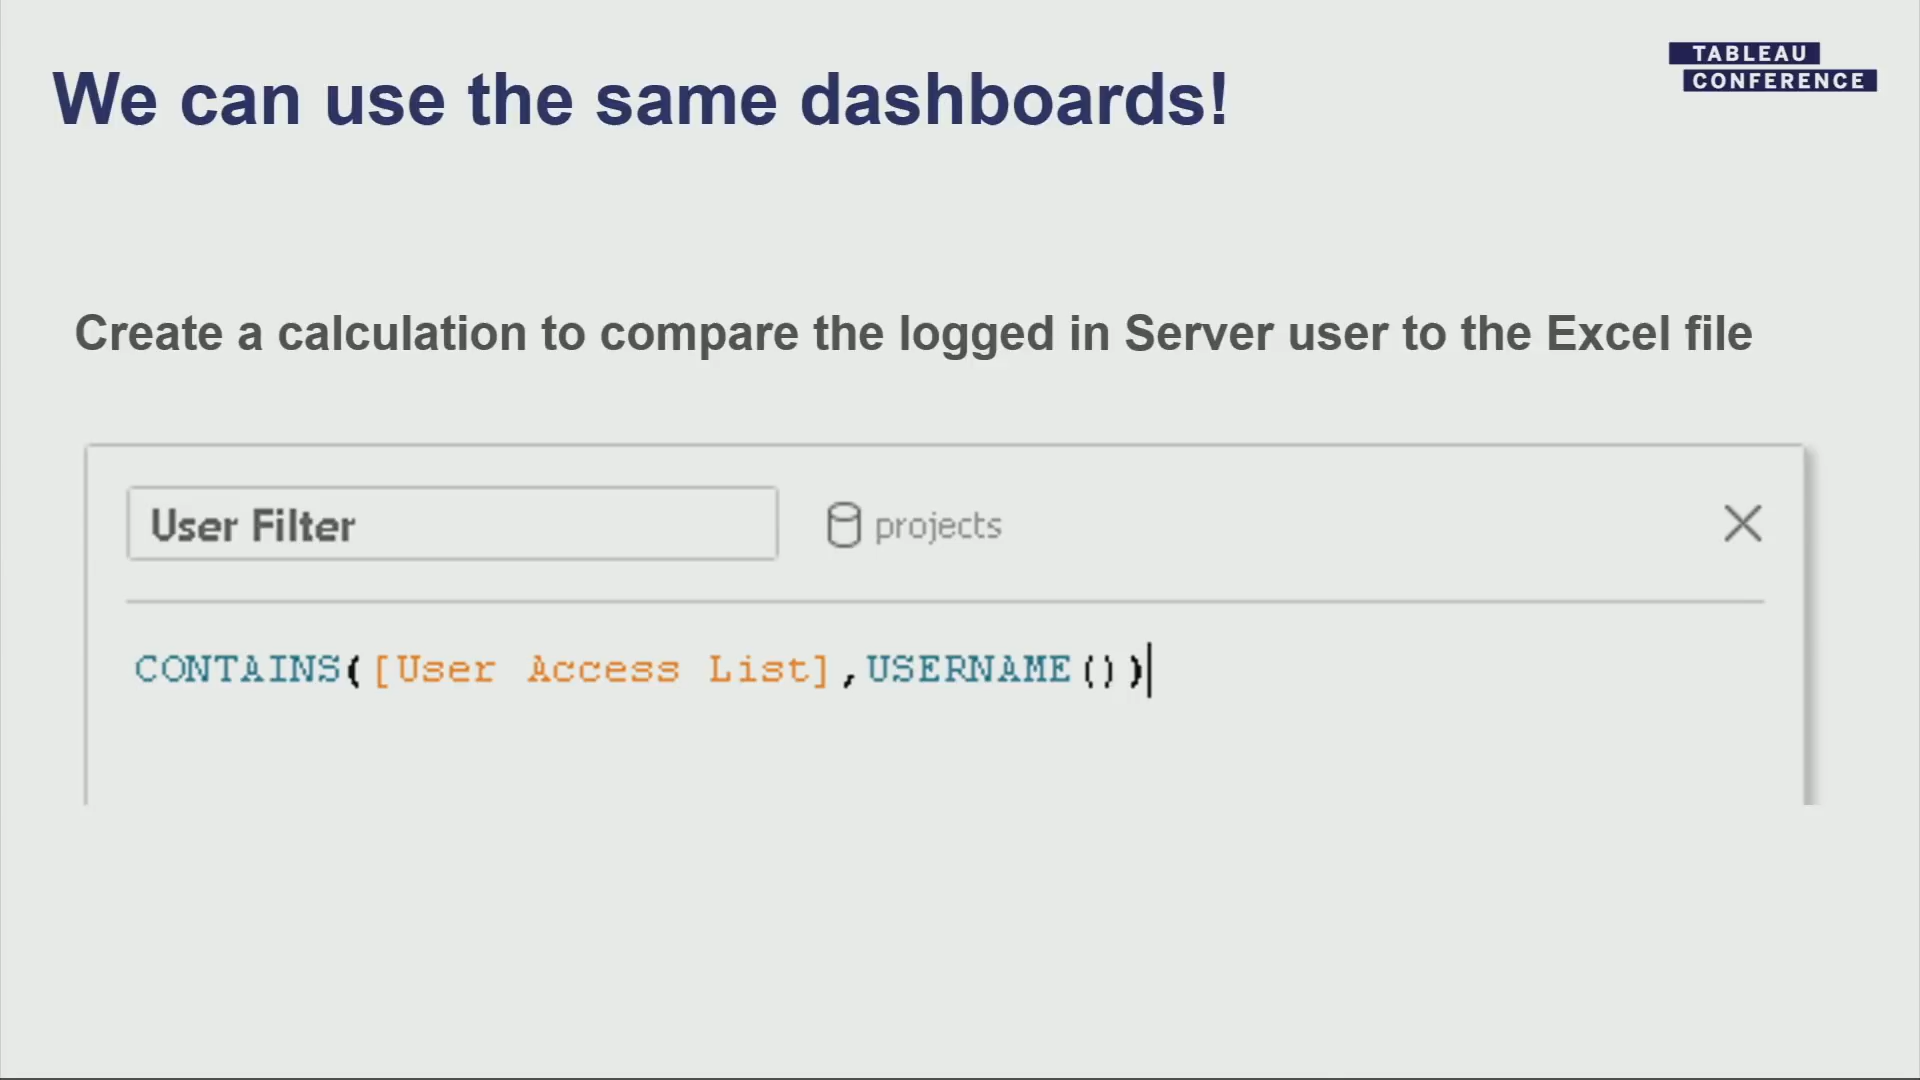 We can use the same dashboards!
TABLEAU
CONFERENCE
Create a calculation to compare the logged in Server user to the Excel file
User Filter
projects
CONTAINS([User Access List],USERNAME())